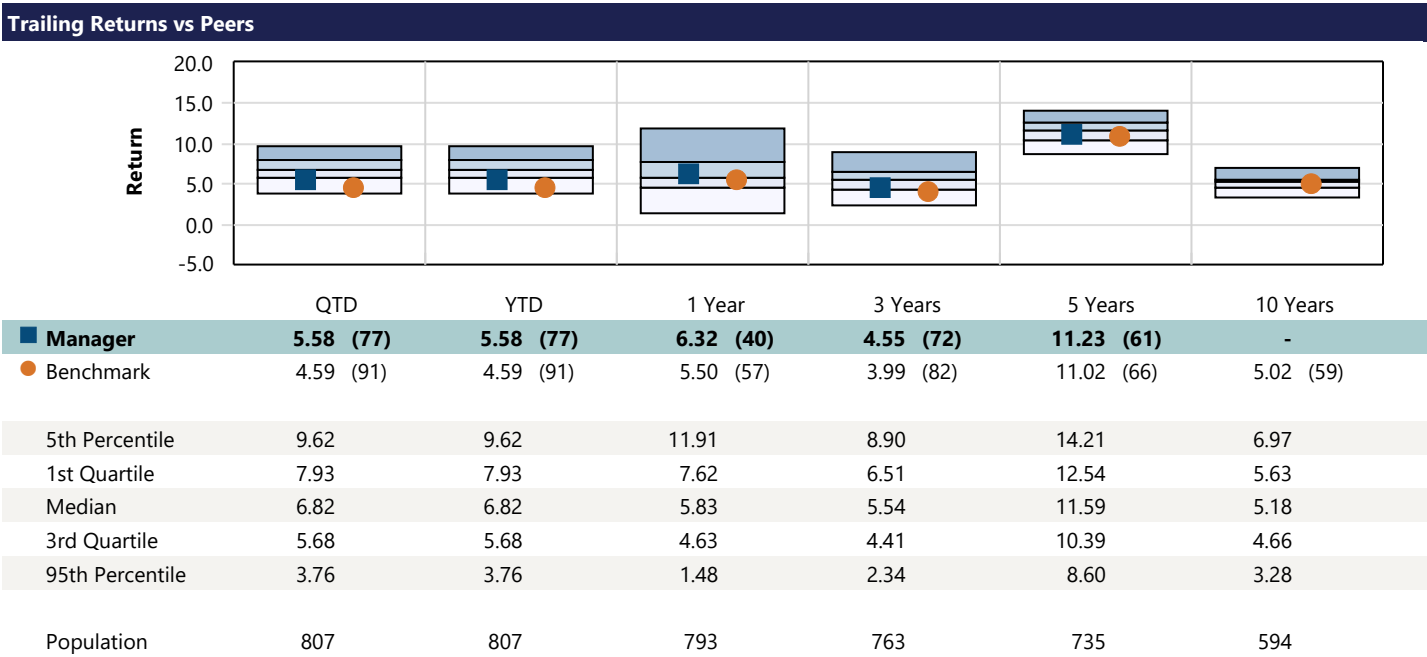 Trailing Returns vs Peers
20.0
15.0
10.0
5.0
0.0
-5.0
Return
QTD YTD 1 Year 3 Years 5 Years 10 Years
Manager 5.58 (77) 5.58 (77) 6.32 (40) 4.55 (72) 11.23 (61) -
Benchmark 4.59 (91) 4.59 (91) 5.50 (57) 3.99 (82) 11.02 (66) 5.02 (59)
5th Percentile 9.62 9.62 11.91 8.90 14.21 6.97
1st Quartile 7.93 7.93 7.62 6.51 12.54 5.63
Median 6.82 6.82 5.83 5.54 11.59 5.18
3rd Quartile 5.68 5.68 4.63 4.41 10.39 4.66
95th Percentile 3.76 3.76 1.48 2.34 8.60 3.28
Population 807 807 793 763 735 594